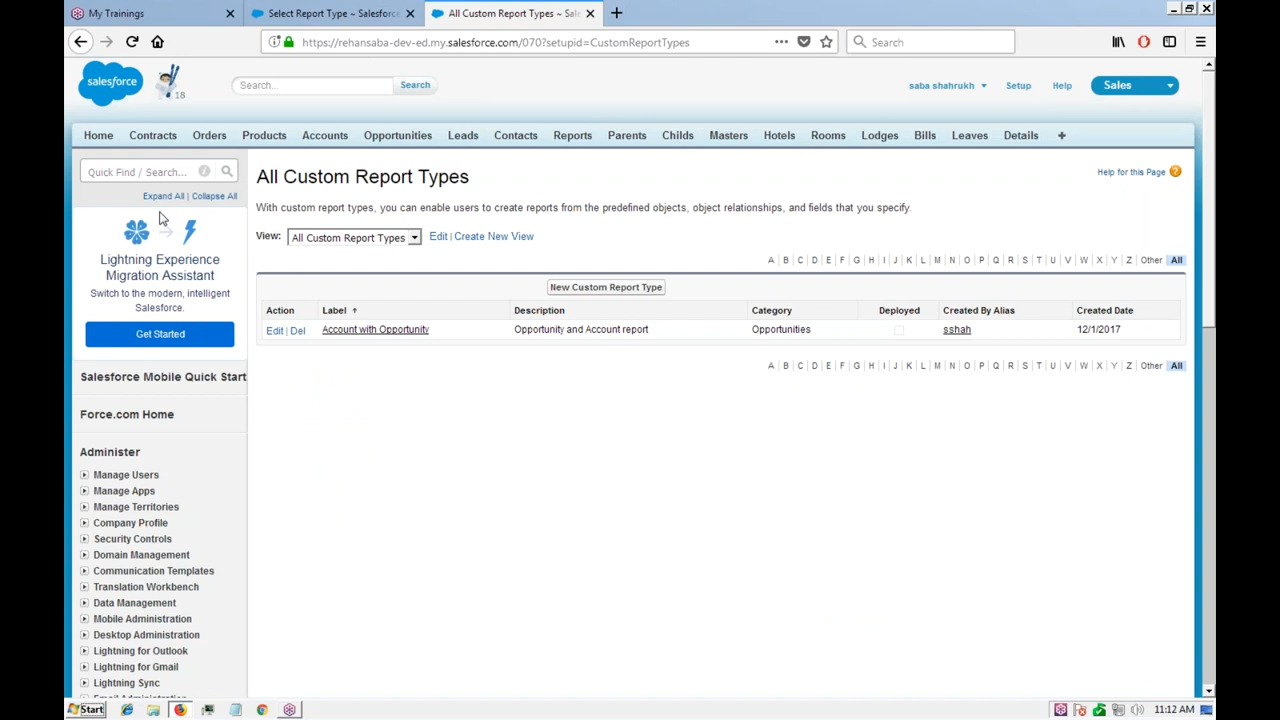 My Trainings
Select Report Type ~ Salesforce.
All Custom Report Types ~ Sale
https://rehansaba-dev-ed.my.salesforce.com/070?setupid=CustomReportTypes
Search
salesforce
18
Search...
Search
saba shahrukh
Setup
Help
Sales
Home Contracts Orders Products Accounts Opportunities Leads Contacts Reports Parents Childs Masters Hotels Rooms Lodges Bills Leaves Details +
Quick Find / Search...
Expand All | Collapse All
Lightning Experience
Migration Assistant
Switch to the modern, intelligent
Salesforce.
Get Started
Salesforce Mobile Quick Start
Force.com Home
Administer
Manage Users
Manage Apps
Manage Territories
Company Profile
Security Controls
Domain Management
Communication Templates
Translation Workbench
Data Management
Mobile Administration
Desktop Administration
Lightning for Outlook
Lightning for Gmail
Lightning Sync
Email Administration
All Custom Report Types
Help for this Page ?
With custom report types, you can enable users to create reports from the predefined objects, object relationships, and fields that you specify.
View: All Custom Report Types Edit | Create New View
A B C D E F G H I J K L M N O P Q R S T U V W X Y Z Other All
New Custom Report Type
Action Label Description Category Deployed Created By Alias Created Date
Edit | Del Account with Opportunity Opportunity and Account report Opportunities sshah 12/1/2017
A B C D E F G H I J K L M N O P Q R S T U V W X Y Z Other All
Start
11:12 AM